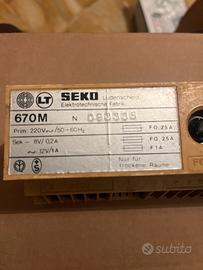 LT SEKO Lüdenscheid
Elektrotechnische Fabrik
670M N 093335
Prim: 220V~/50-60Hz F0,25A
Sek – 8V/0,2A F0,25A
~ 12V/1A F1A
Nur für
trockene Räume
subito